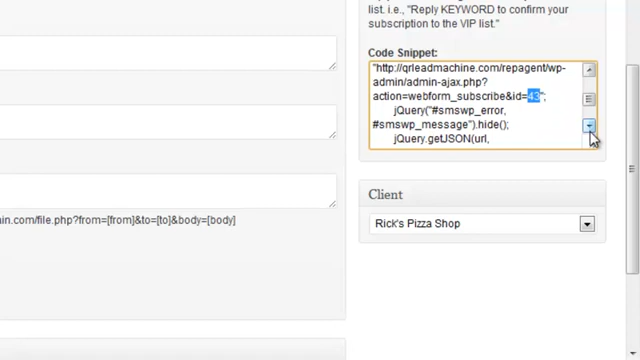 list. i.e., "Reply KEYWORD to confirm your
subscription to the VIP list."
Code Snippet:
"http://qrleadmachine.com/repagent/wp-
admin/admin-ajax.php?
action=webform_subscribe&id=43";
jQuery("#smswp_error,
#smswp_message").hide();
jQuery.getJSON(url,
Client
Rick's Pizza Shop
in.com/file.php?from=[from]&to=[to]&body=[body]